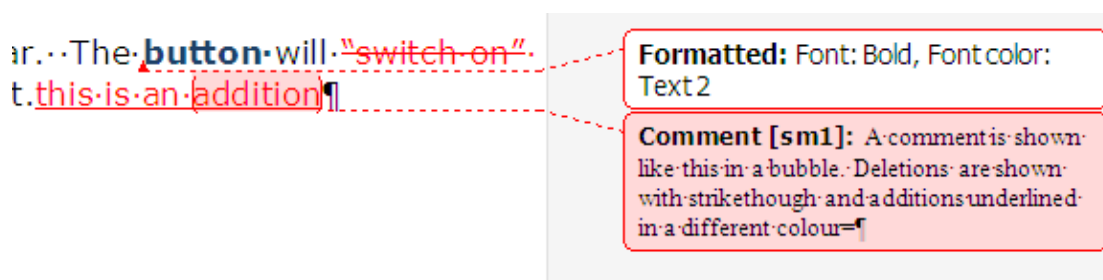 ar. The button will “switch on”
t.this is an addition¶
Formatted: Font: Bold, Font color:
Text 2
Comment [sm1]: A comment is shown
like this in a bubble. Deletions are shown
with strikethough and additions underlined
in a different colour=¶